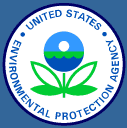 UNITED STATES
ENVIRONMENTAL PROTECTION AGENCY